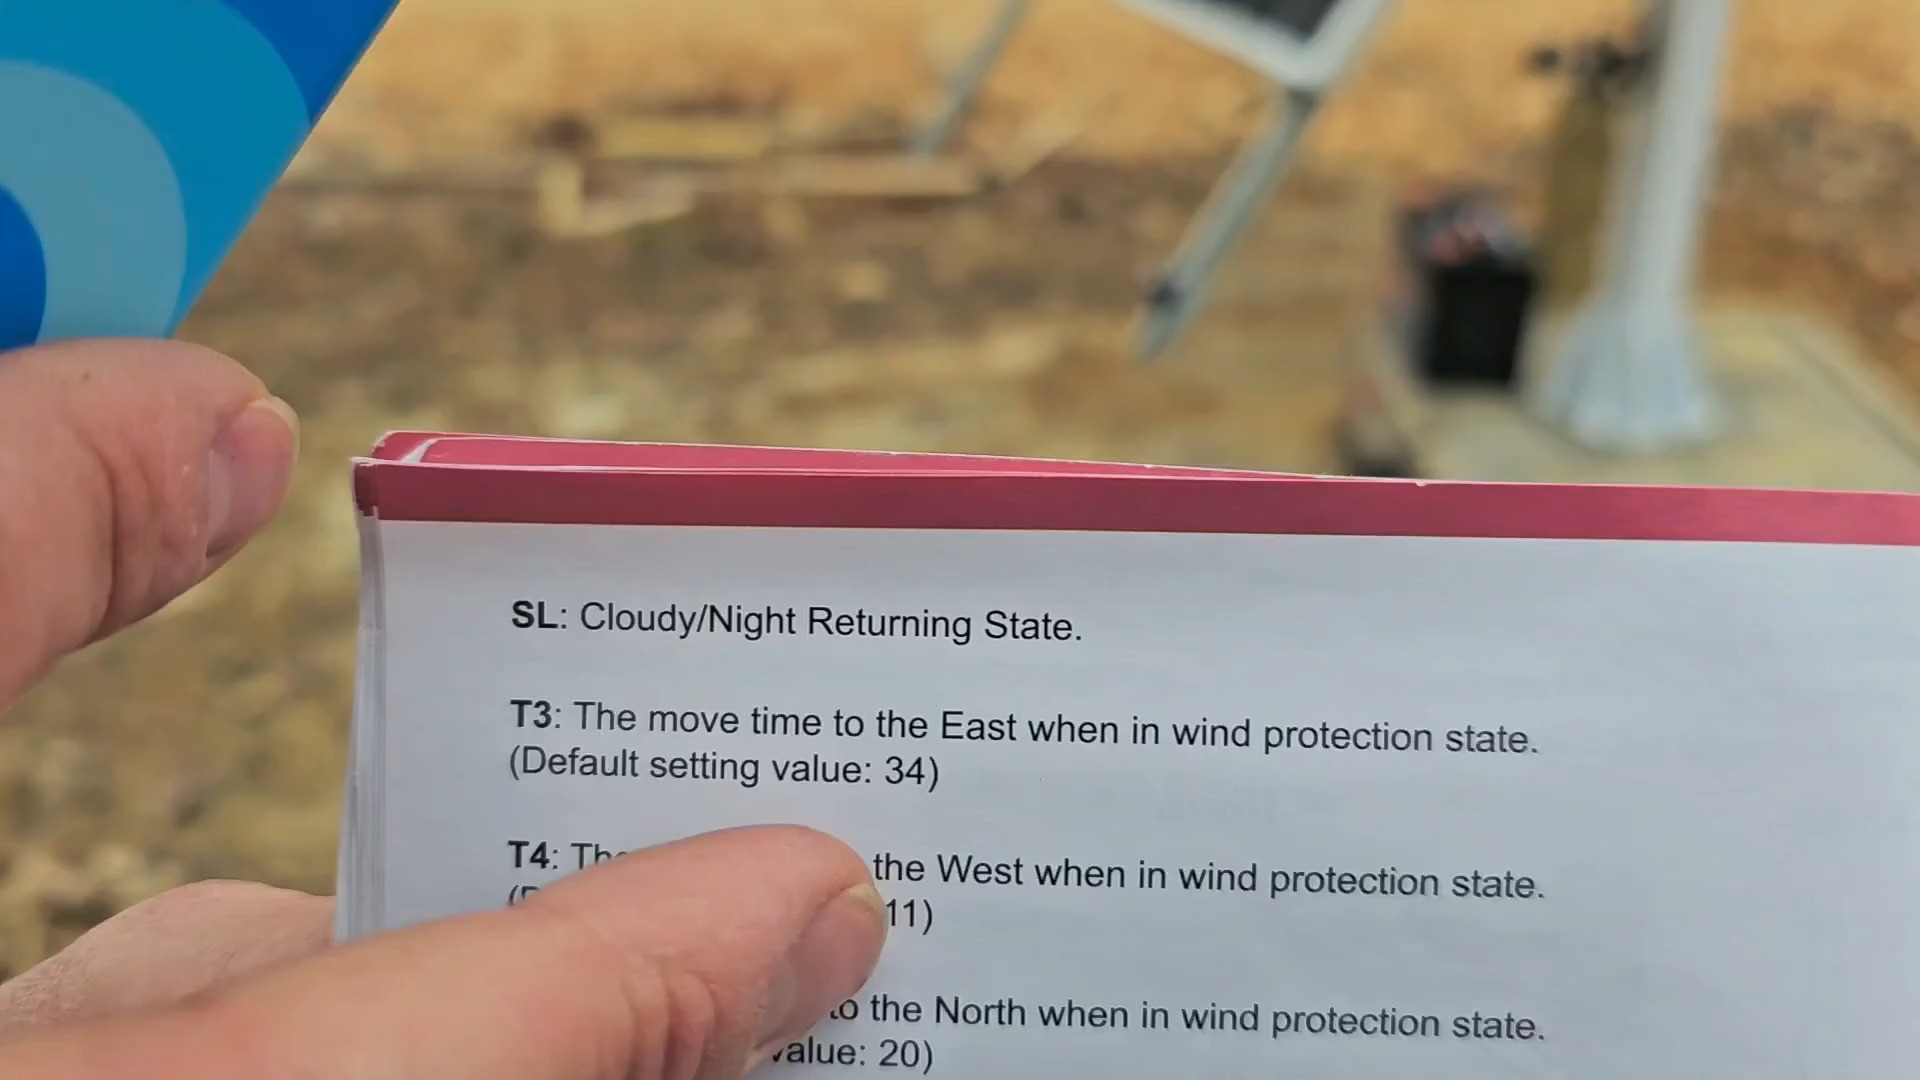 SL: Cloudy/Night Returning State.
T3: The move time to the East when in wind protection state.
(Default setting value: 34)
T4: the West when in wind protection state.
11)
to the North when in wind protection state.
value: 20)